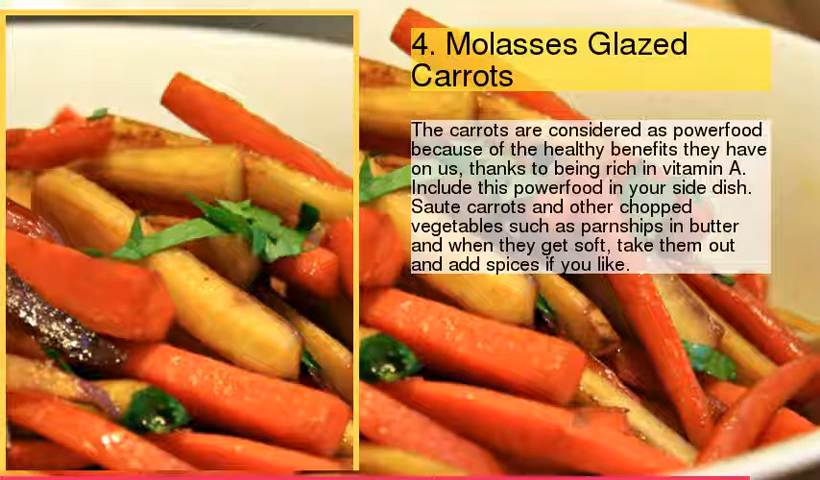 4. Molasses Glazed
Carrots
The carrots are considered as powerfood
because of the healthy benefits they have
on us, thanks to being rich in vitamin A.
Include this powerfood in your side dish.
Saute carrots and other chopped
vegetables such as parnships in butter
and when they get soft, take them out
and add spices if you like.